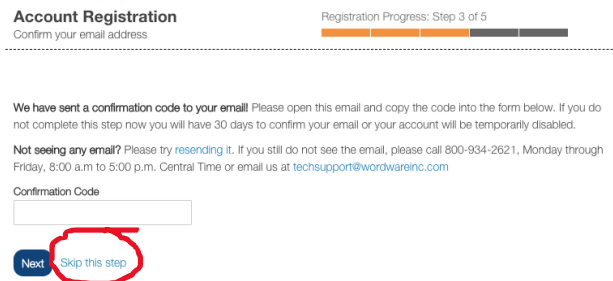 Account Registration
Registration Progress: Step 3 of 5
Confirm your email address
We have sent a confirmation code to your email! Please open this email and copy the code into the form below. If you do
not complete this step now you will have 30 days to confirm your email or your account will be temporarily disabled.
Not seeing any email? Please try resending it. If you still do not see the email, please call 800-934-2621, Monday through
Friday, 8:00 a.m to 5:00 p.m. Central Time or email us at techsupport@wordwareinc.com
Confirmation Code
Next Skip this step